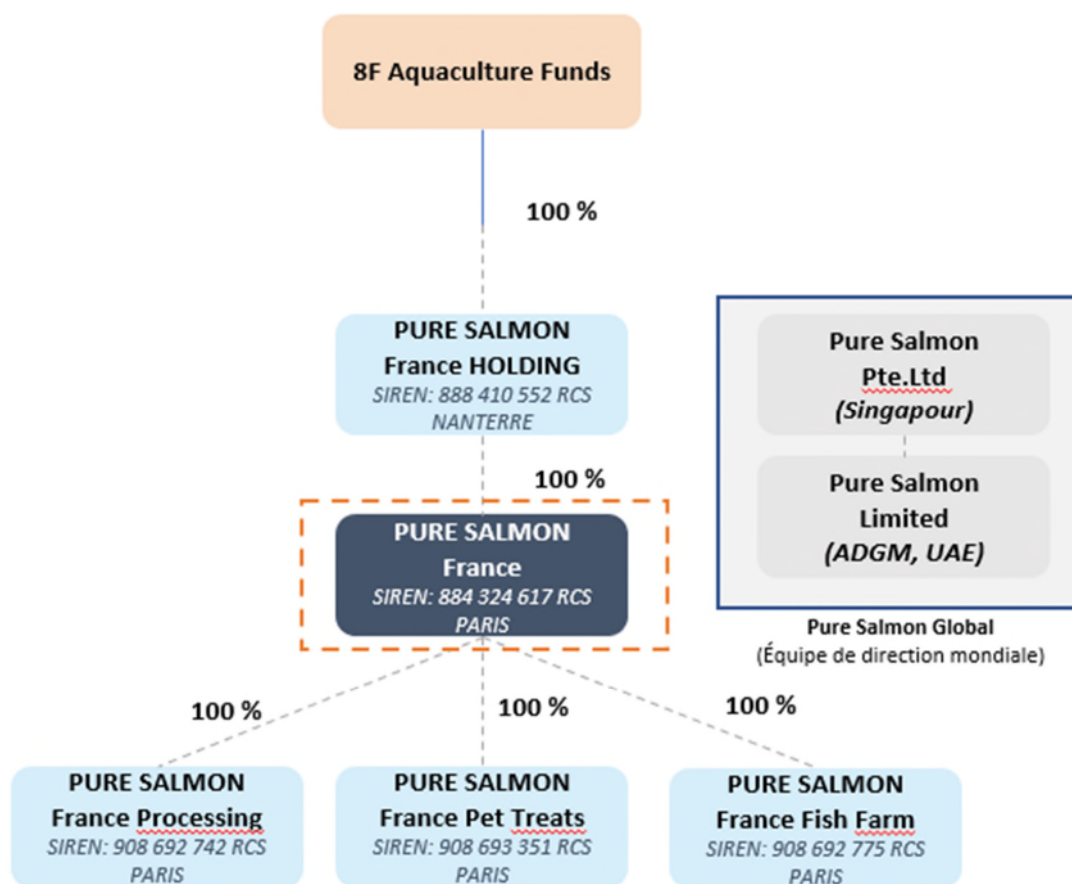 8F Aquaculture Funds
100 %
PURE SALMON
France HOLDING
SIREN: 888 410 552 RCS
NANTERRE
100 %
PURE SALMON
France
SIREN: 884 324 617 RCS
PARIS
Pure Salmon
Pte.Ltd
(Singapour)
Pure Salmon
Limited
(ADGM, UAE)
Pure Salmon Global
(Équipe de direction mondiale)
100 %
100 %
100 %
PURE SALMON
France Processing
SIREN: 908 692 742 RCS
PARIS
PURE SALMON
France Pet Treats
SIREN: 908 693 351 RCS
PARIS
PURE SALMON
France Fish Farm
SIREN: 908 692 775 RCS
PARIS